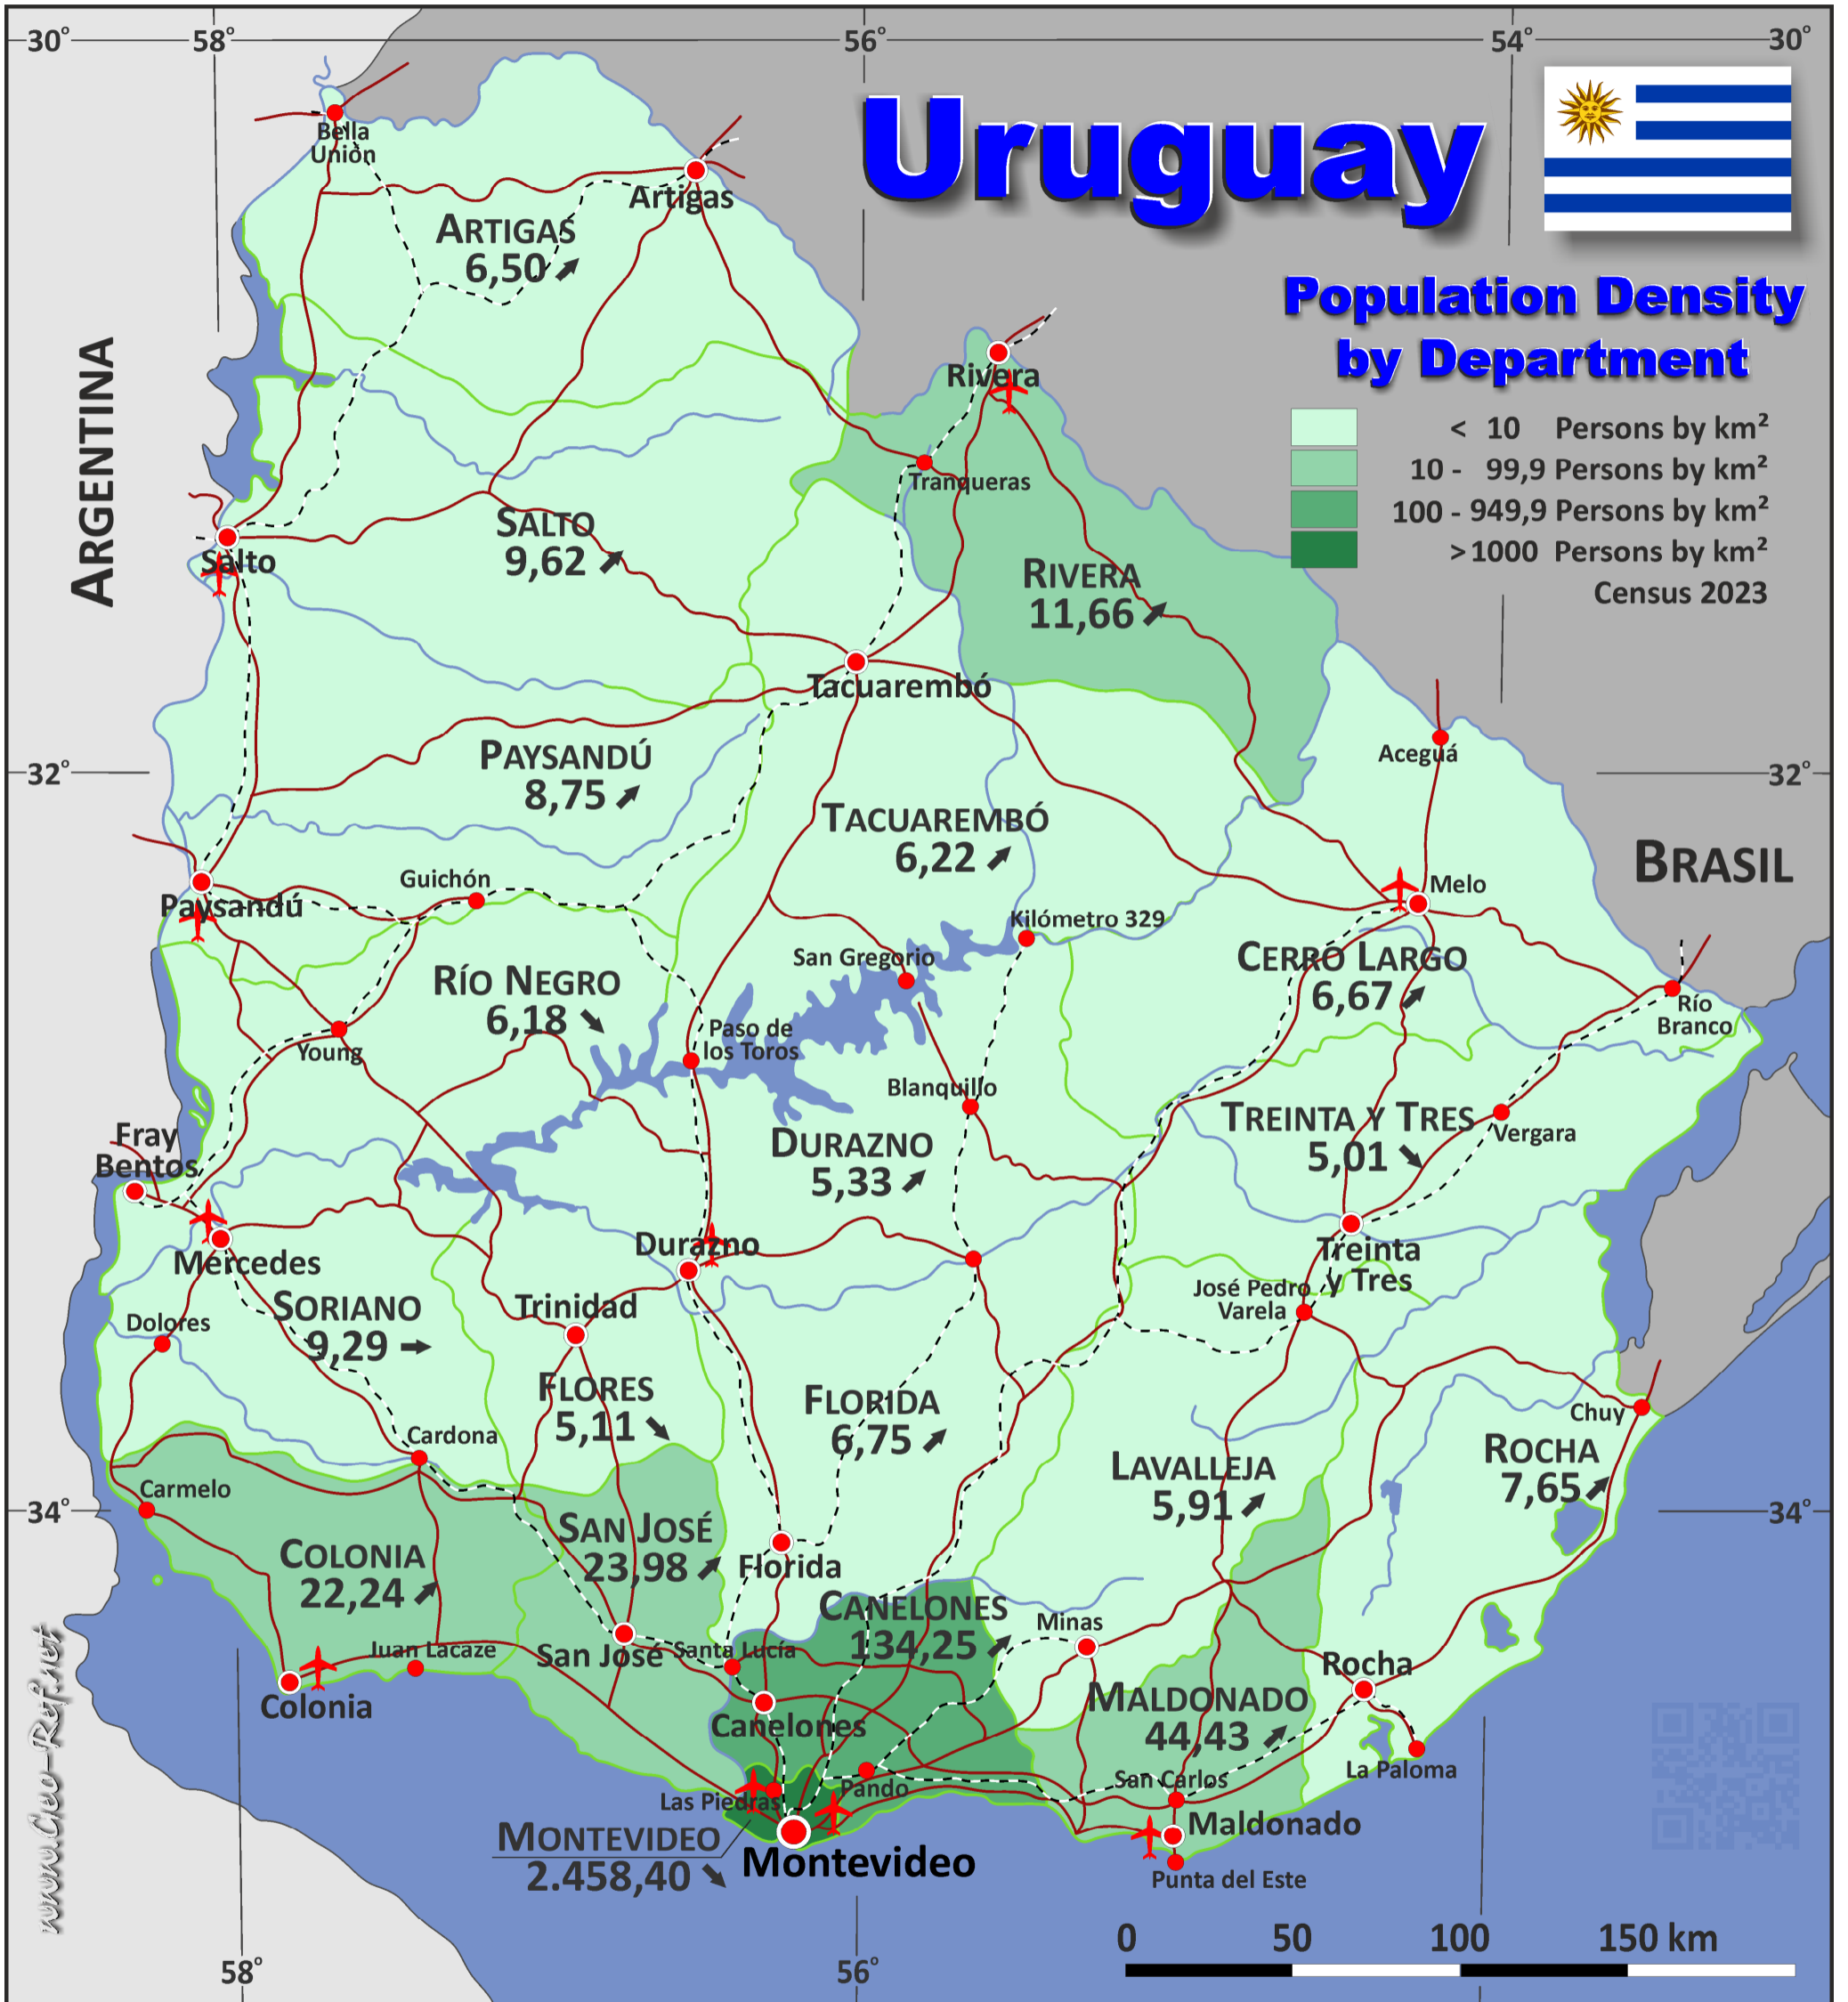 30°
58°
56°
54°
30°
Uruguay
Population Density
by Department
< 10 Persons by km²
10 - 99,9 Persons by km²
100 - 949,9 Persons by km²
> 1000 Persons by km²
Census 2023
Bella
Unión
Artigas
ARTIGAS
6,50
ARGENTINA
Rivera
Tranqueras
SALTO
9,62
Salto
RIVERA
11,66
Tacuarembó
Aceguá
32°
32°
PAYSANDÚ
8,75
TACUAREMBÓ
6,22
BRASIL
Guichón
Paysandú
Melo
Kilómetro 329
San Gregorio
CERRO LARGO
6,67
RÍO NEGRO
6,18
Río
Branco
Paso de
los Toros
Young
Blanquillo
TREINTA Y TRES
5,01
Vergara
Fray
Bentos
DURAZNO
5,33
Durazno
Mercedes
Treinta
y Tres
José Pedro
Varela
SORIANO
9,29
Trinidad
Dolores
FLORES
5,11
FLORIDA
6,75
Chuy
Cardona
ROCHA
7,65
LAVALLEJA
5,91
Carmelo
34°
34°
SAN JOSÉ
23,98
COLONIA
22,24
Florida
CANELONES
134,25
Minas
Juan Lacaze
San José
Santa Lucía
Rocha
Colonia
MALDONADO
44,43
Canelones
La Paloma
San Carlos
Pando
Las Piedras
Maldonado
MONTEVIDEO
2.458,40
Montevideo
Punta del Este
www.Geo-Ref.net
0 50 100 150 km
58°
56°